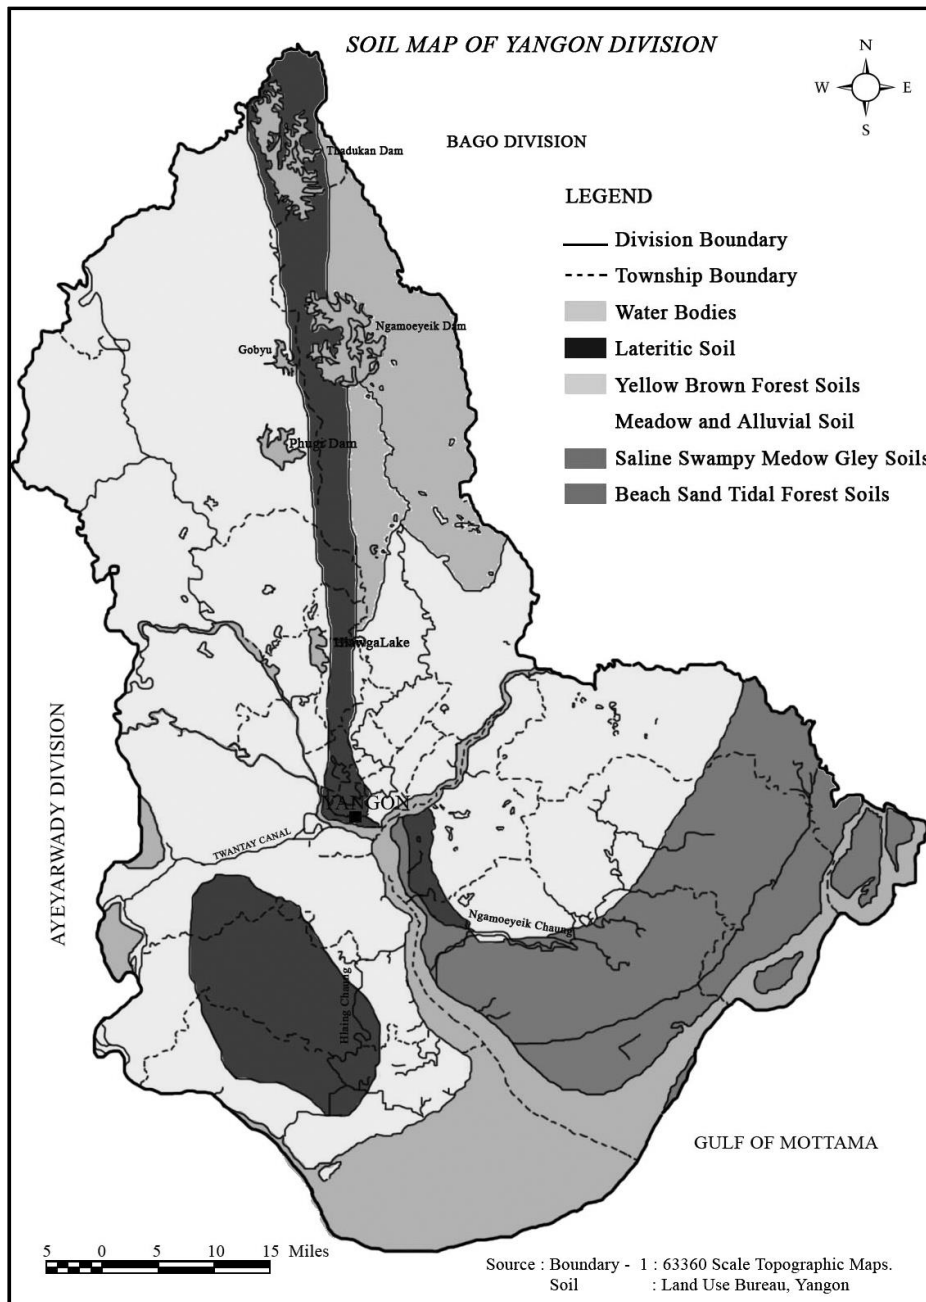 SOIL MAP OF YANGON DIVISION
N
W E
S
BAGO DIVISION
Thadukan Dam
LEGEND
Division Boundary
Township Boundary
Water Bodies
Lateritic Soil
Yellow Brown Forest Soils
Meadow and Alluvial Soil
Saline Swampy Medow Gley Soils
Beach Sand Tidal Forest Soils
Ngamoeyeik Dam
Gobyu
Phugi Dam
HlawgaLake
AYEYARWADY DIVISION
YANGON
TWANTAY CANAL
Ngamoeyeik Chaung
Hlaing Chaung
GULF OF MOTTAMA
5 0 5 10 15 Miles
Source : Boundary - 1 : 63360 Scale Topographic Maps.
Soil : Land Use Bureau, Yangon